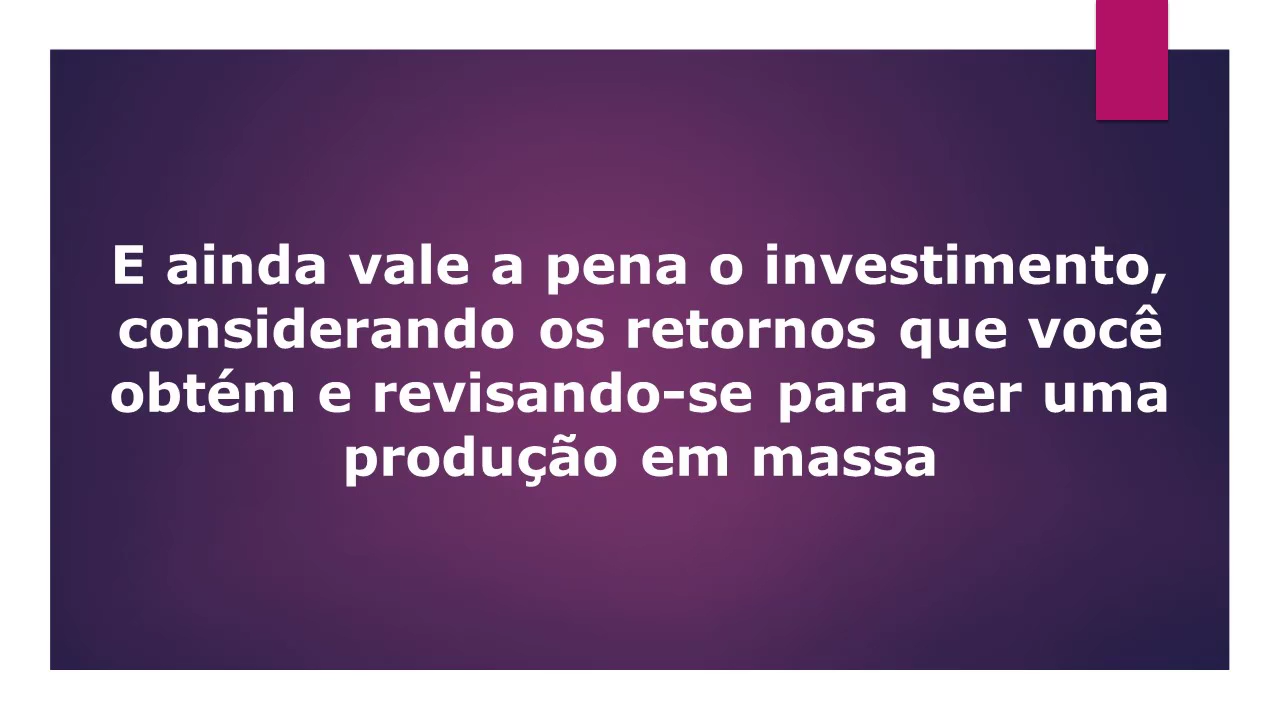 E ainda vale a pena o investimento,
considerando os retornos que você
obtém e revisando-se para ser uma
produção em massa